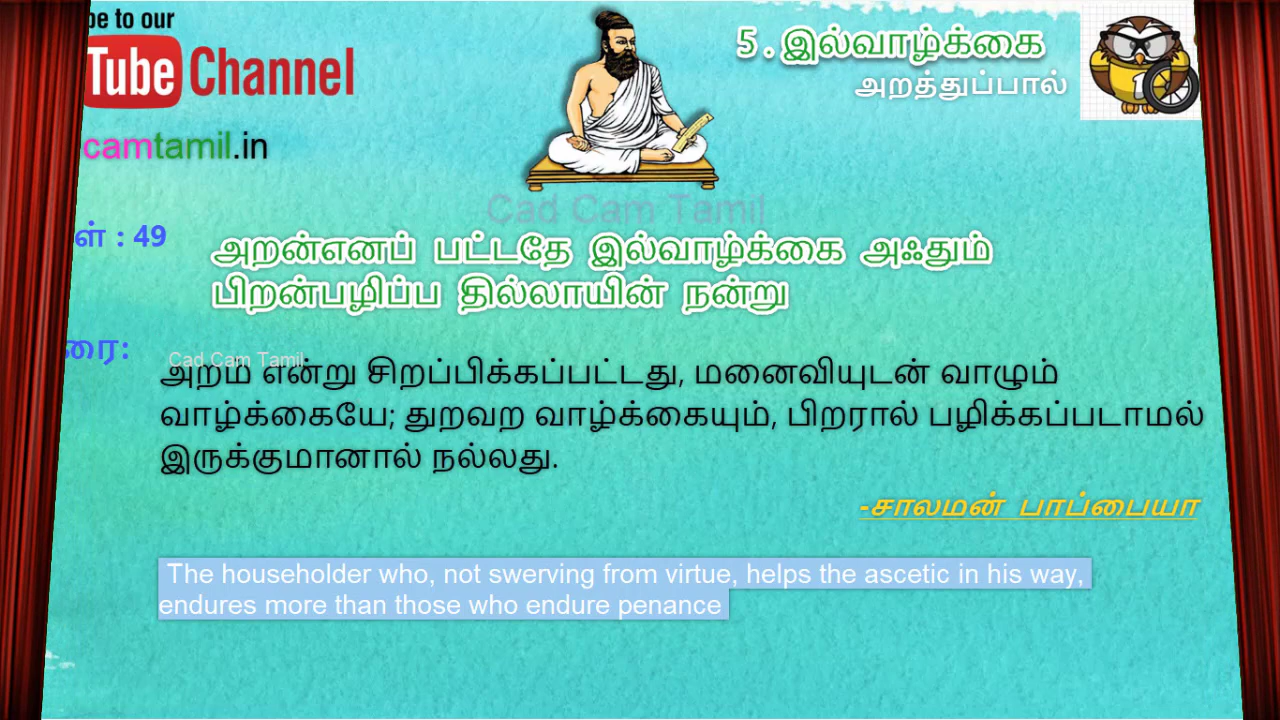 be to our
Tube Channel
camtamil.in
5 . இல்வாழ்க்கை
அறத்துப்பால்
Cad Cam Tamil
ள் : 49
அறன்எனப் பட்டதே இல்வாழ்க்கை அஃதும்
பிறன்பழிப்ப தில்லாயின் நன்று
ரை:
Cad Cam Tamil
அறம் என்று சிறப்பிக்கப்பட்டது, மனைவியுடன் வாழும்
வாழ்க்கையே; துறவற வாழ்க்கையும், பிறரால் பழிக்கப்படாமல்
இருக்குமானால் நல்லது.
-சாலமன் பாப்பையா
The householder who, not swerving from virtue, helps the ascetic in his way,
endures more than those who endure penance